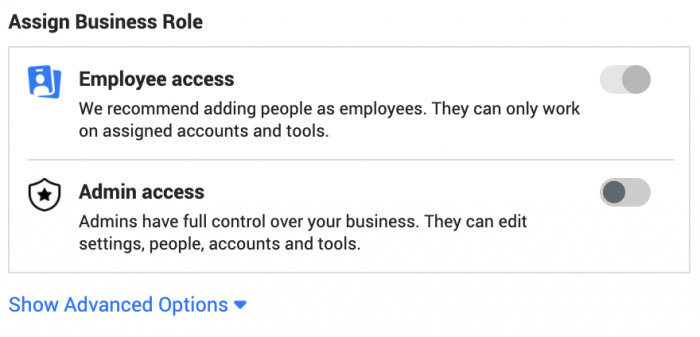 Assign Business Role
Employee access
We recommend adding people as employees. They can only work
on assigned accounts and tools.
Admin access
Admins have full control over your business. They can edit
settings, people, accounts and tools.
Show Advanced Options